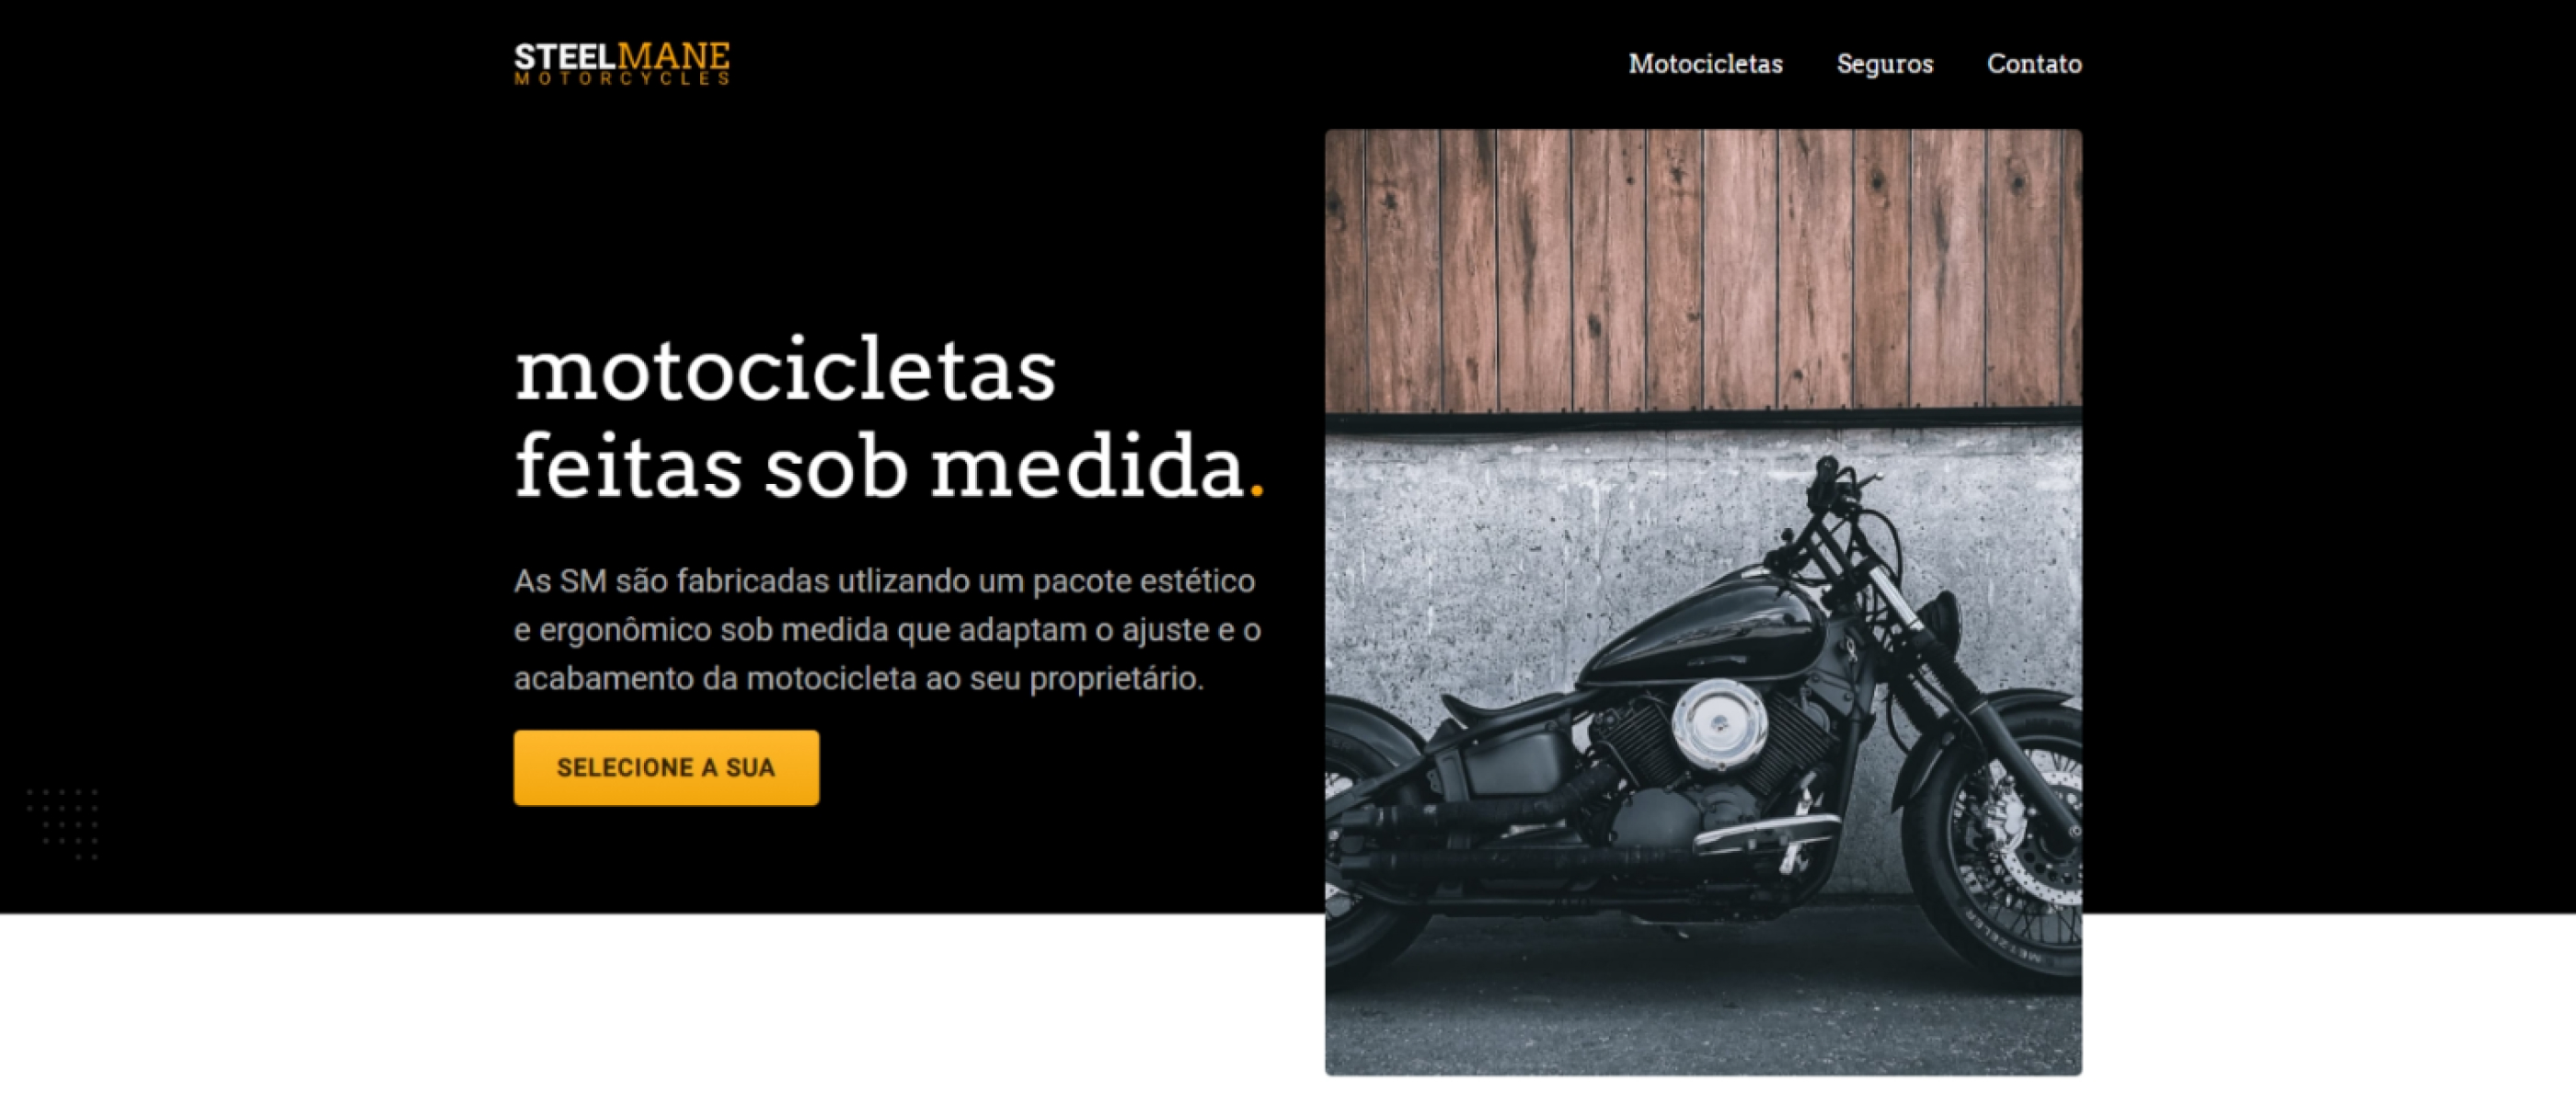 STEELMANE
MOTORCYCLES
Motocicletas Seguros Contato
motocicletas
feitas sob medida.
As SM são fabricadas utlizando um pacote estético
e ergonômico sob medida que adaptam o ajuste e o
acabamento da motocicleta ao seu proprietário.
SELECIONE A SUA
METZELER